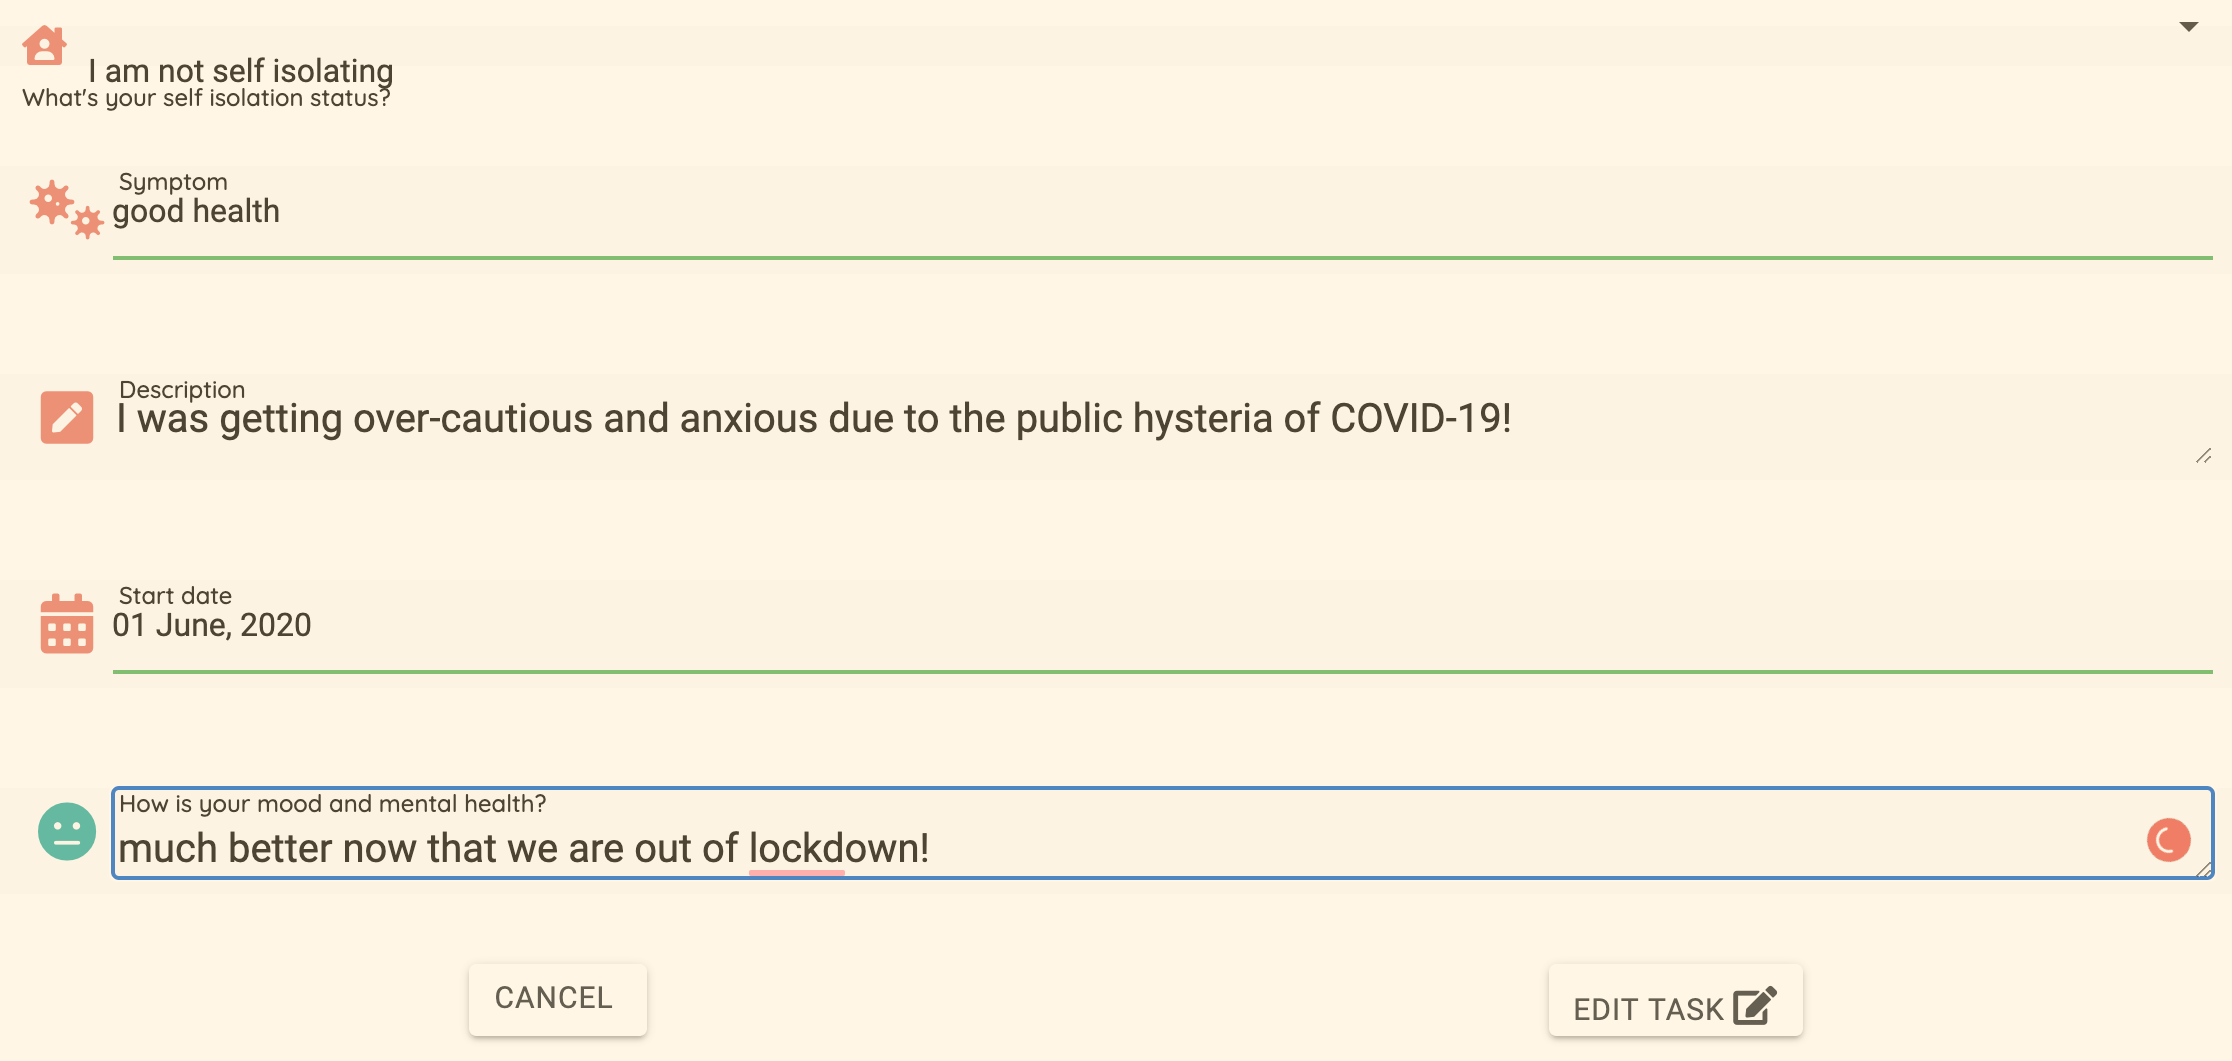 I am not self isolating
What's your self isolation status?
Symptom
good health
Description
I was getting over-cautious and anxious due to the public hysteria of COVID-19!
Start date
01 June, 2020
How is your mood and mental health?
much better now that we are out of lockdown!
CANCEL
EDIT TASK